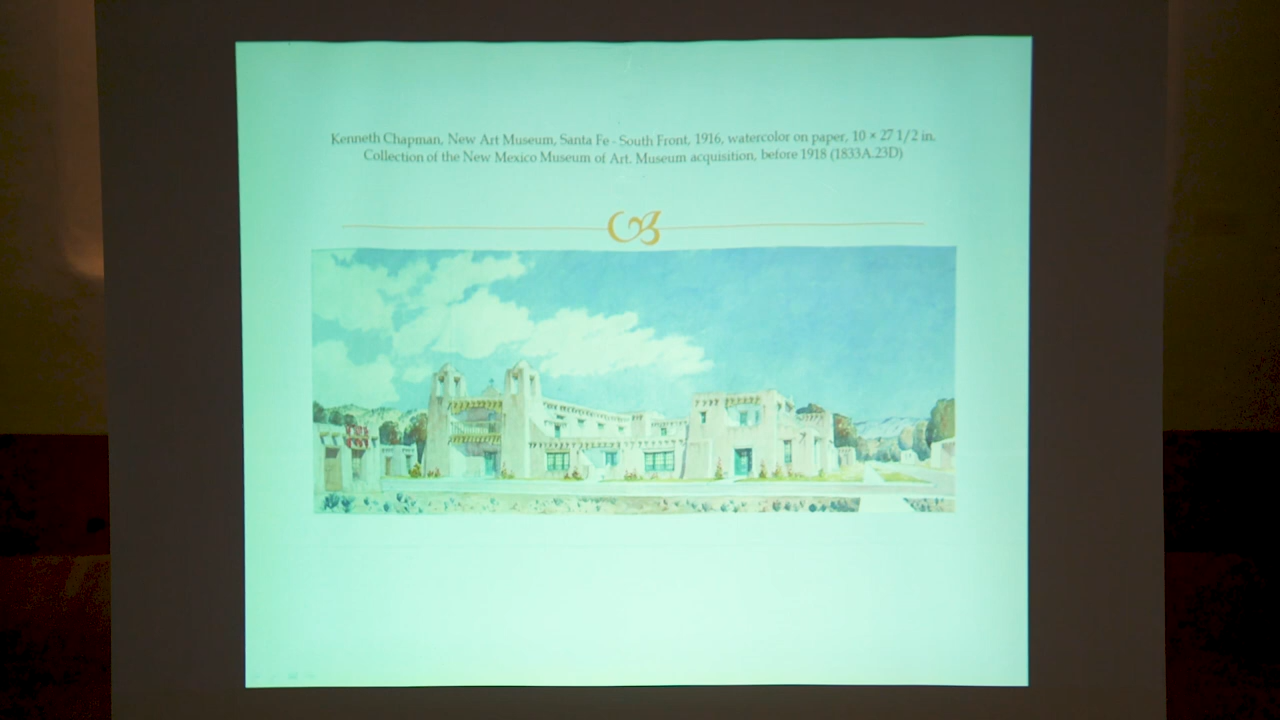 Kenneth Chapman, New Art Museum, Santa Fe - South Front, 1916, watercolor on paper, 10 × 27 1/2 in.
Collection of the New Mexico Museum of Art. Museum acquisition, before 1918 (1833A.23D)